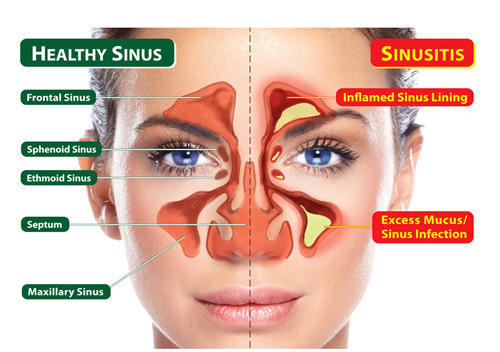 HEALTHY SINUS
SINUSITIS
Frontal Sinus
Inflamed Sinus Lining
Sphenoid Sinus
Ethmoid Sinus
Septum
Excess Mucus/
Sinus Infection
Maxillary Sinus